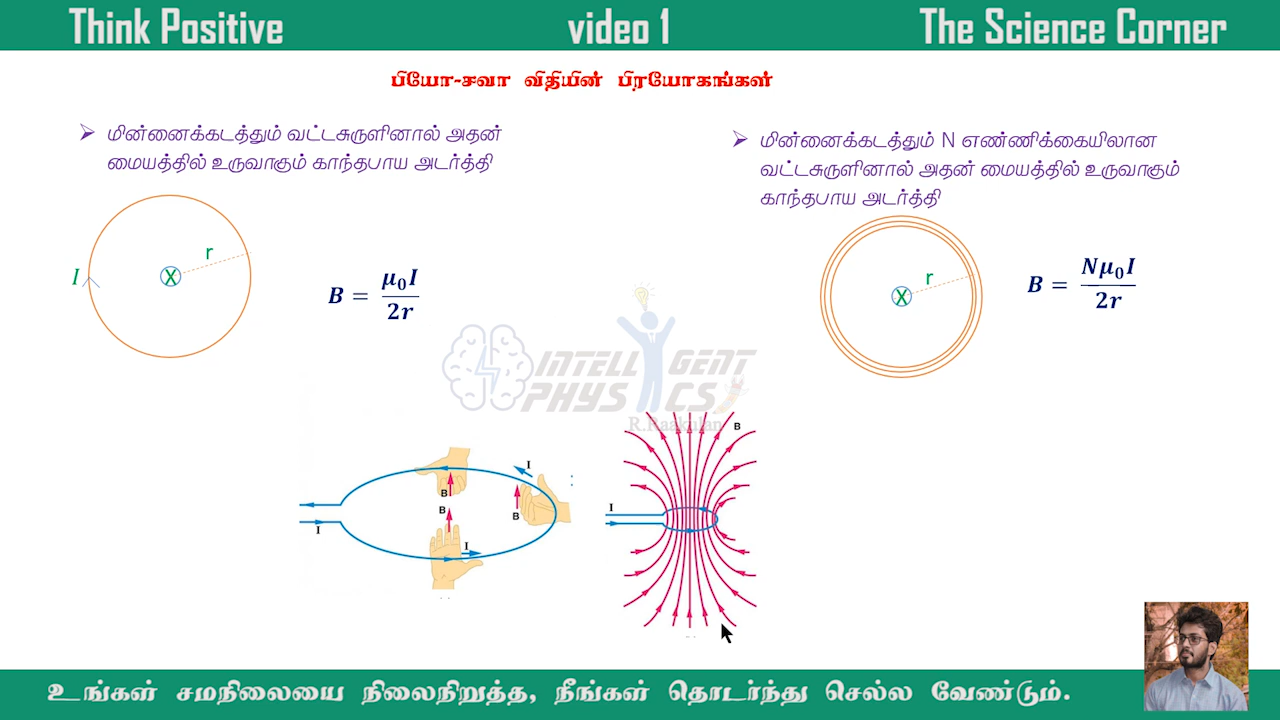 Think Positive
video 1
The Science Corner
பியோ-சவா விதியின் பிரயோகங்கள்
➢ மின்னைக்கடத்தும் வட்டசுருளினால் அதன்
மையத்தில் உருவாகும் காந்தபாய அடர்த்தி
I
r
X
B = μ₀I / 2r
➢ மின்னைக்கடத்தும் N எண்ணிக்கையிலான
வட்டசுருளினால் அதன் மையத்தில் உருவாகும்
காந்தபாய அடர்த்தி
r
X
B = Nμ₀I / 2r
INTELLIGENT
PHYSICS
R.Raakulan
I
B
B
B
I
I
B
I
உங்கள் சமநிலையை நிலைநிறுத்த, நீங்கள் தொடர்ந்து செல்ல வேண்டும்.